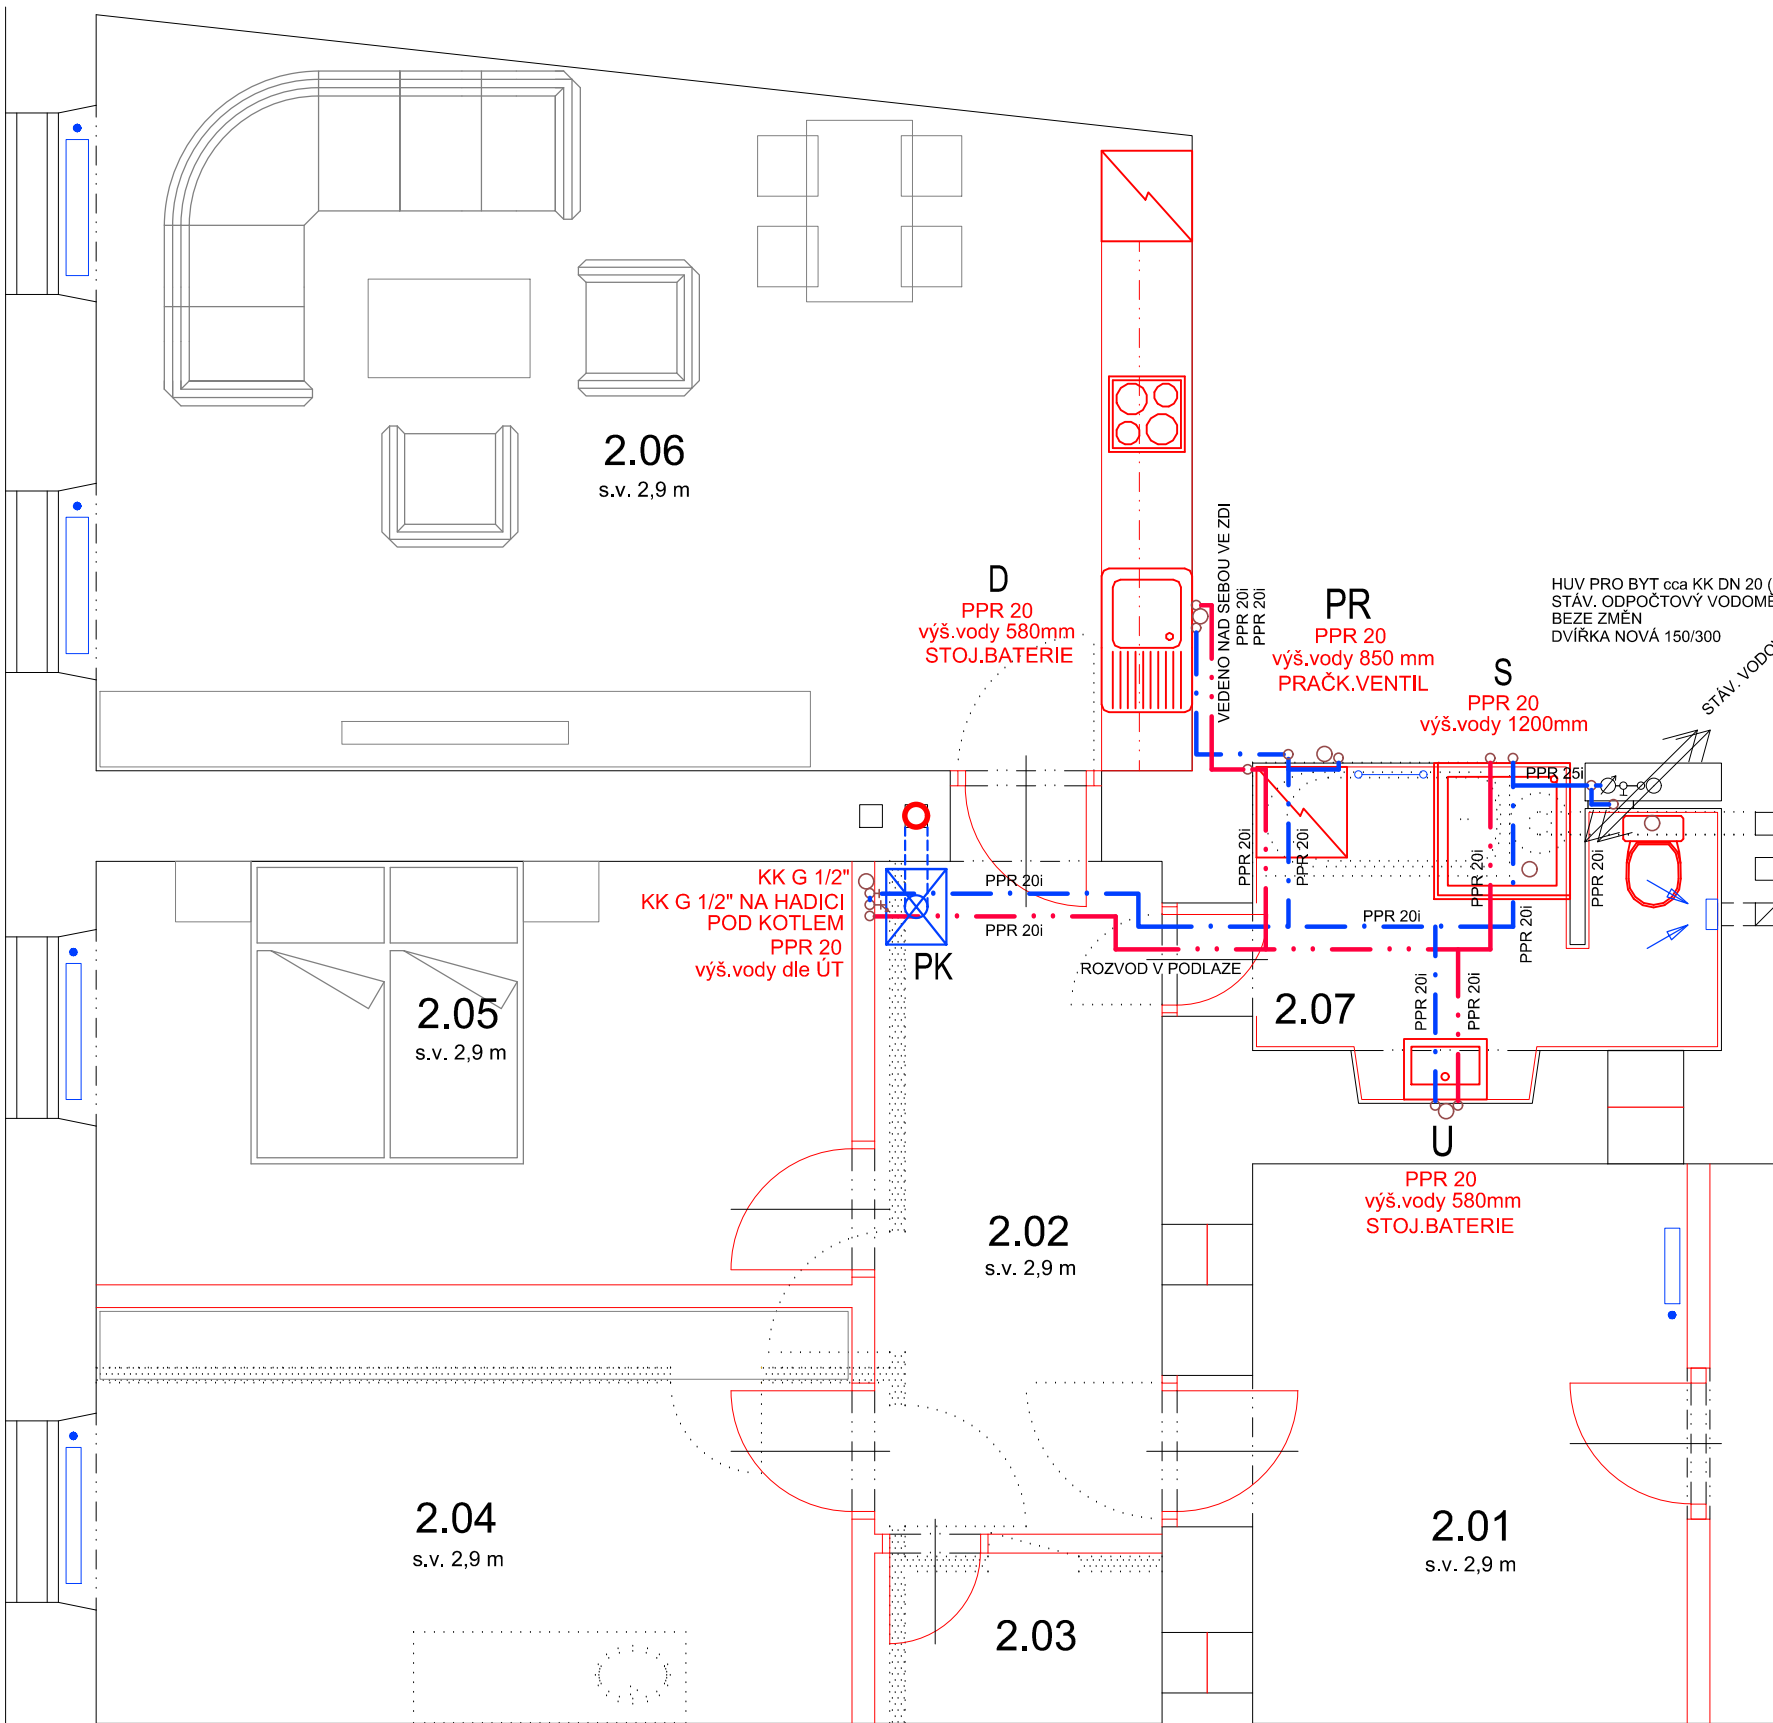 2.06
s.v. 2,9 m
D
PPR 20
výš.vody 580mm
STOJ.BATERIE
VEDENO NAD SEBOU VE ZDI
PPR 20i
PPR 20i
PR
PPR 20
výš.vody 850 mm
PRAČK.VENTIL
S
PPR 20
výš.vody 1200mm
HUV PRO BYT cca KK DN 20 (
STÁV. ODPOČTOVÝ VODOMĚ
BEZE ZMĚN
DVÍŘKA NOVÁ 150/300
STÁV. VODO
PPR 25i
PPR 20i
PPR 20i
PPR 20i
PPR 20i
PPR 20i
KK G 1/2"
KK G 1/2" NA HADICI
POD KOTLEM
PPR 20
výš.vody dle ÚT
PK
PPR 20i
PPR 20i
PPR 20i
ROZVOD V PODLAZE
2.07
PPR 20i
PPR 20i
2.05
s.v. 2,9 m
U
PPR 20
výš.vody 580mm
STOJ.BATERIE
2.02
s.v. 2,9 m
2.04
s.v. 2,9 m
2.01
s.v. 2,9 m
2.03